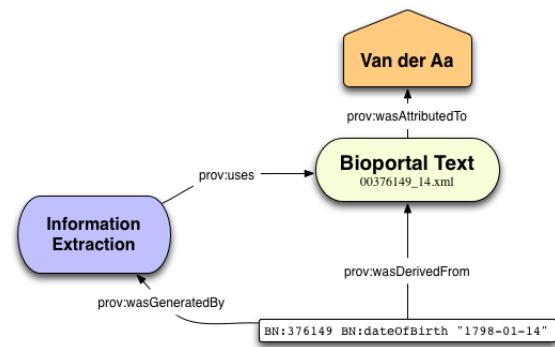 Van der Aa
prov:wasAttributedTo
Bioportal Text
00376149_14.xml
prov:uses
Information
Extraction
prov:wasDerivedFrom
prov:wasGeneratedBy
BN:376149 BN:dateOfBirth "1798-01-14"